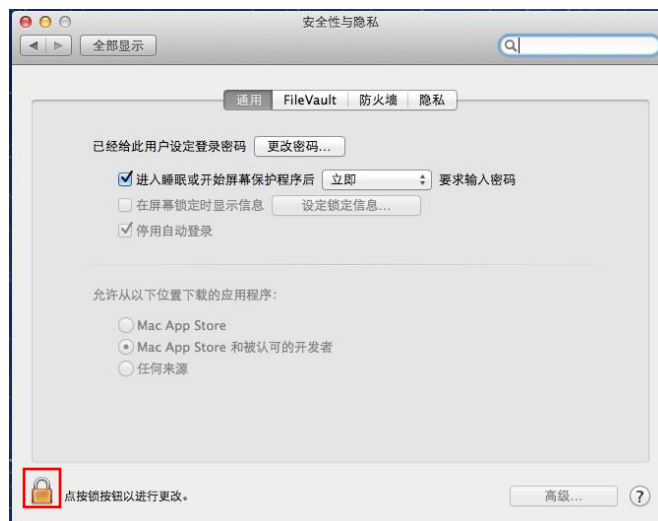 安全性与隐私
全部显示
通用 FileVault 防火墙 隐私
已经给此用户设定登录密码 更改密码...
进入睡眠或开始屏幕保护程序后 立即 要求输入密码
在屏幕锁定时显示信息 设定锁定信息...
停用自动登录
允许从以下位置下载的应用程序:
Mac App Store
Mac App Store 和被认可的开发者
任何来源
点按锁按钮以进行更改。 高级... ?